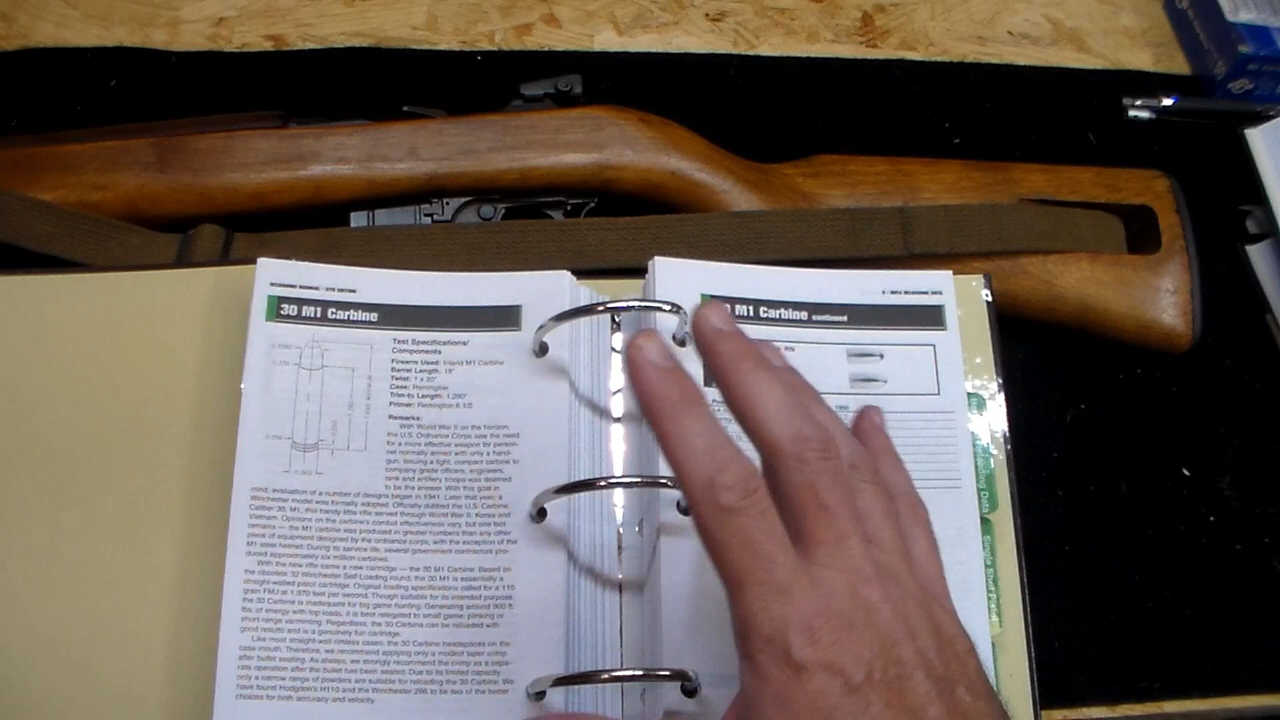 RELOADING MANUAL - 5TH EDITION
30 M1 Carbine
Test Specifications/
Components
Firearm Used: Inland M1 Carbine
Barrel Length: 18"
Twist: 1 x 20"
Case: Remington
Trim-to Length: 1.280"
Primer: Remington 6 1/2
Remarks:
With World War II on the horizon,
the U.S. Ordnance Corps saw the need
for a more effective weapon for person-
nel normally armed with only a hand-
gun. Issuing a light, compact carbine to
company grade officers, engineers,
tank and artillery troops was deemed
to be the answer. With this goal in
mind, evaluation of a number of designs began in 1941. Later that year, a
Winchester model was formally adopted. Officially dubbed the U.S. Carbine,
Caliber 30, M1, this handy little rifle served through World War II, Korea and
Vietnam. Opinions on the carbine's combat effectiveness vary, but one fact
remains — the M1 carbine was produced in greater numbers than any other
piece of equipment designed by the ordnance corps, with the exception of the
M1 steel helmet. During its service life, several government contractors pro-
duced approximately six million carbines.
With the new rifle came a new cartridge — the 30 M1 Carbine. Based on
the obsolete 32 Winchester Self-Loading round, the 30 M1 is essentially a
straight-walled pistol cartridge. Original loading specifications called for a 110
grain FMJ at 1,970 feet per second. Though suitable for its intended purpose,
the 30 Carbine is inadequate for big game hunting. Generating around 900 ft.
lbs. of energy with top loads, it is best relegated to small game, plinking or
short range varminting. Regardless, the 30 Carbine can be reloaded with
good results and is a genuinely fun cartridge.
Like most straight-wall rimless cases, the 30 Carbine headspaces on the
case mouth. Therefore, we recommend applying only a modest taper crimp
after bullet seating. As always, we strongly recommend the crimp as a sepa-
rate operation after the bullet has been seated. Due to its limited capacity,
only a narrow range of powders are suitable for reloading the 30 Carbine. We
have found Hodgdon's H110 and the Winchester 296 to be two of the better
choices for both accuracy and velocity.
RIFLE RELOADING DATA
M1 Carbine continued
RN
1950
Data
Single Shot Pistol